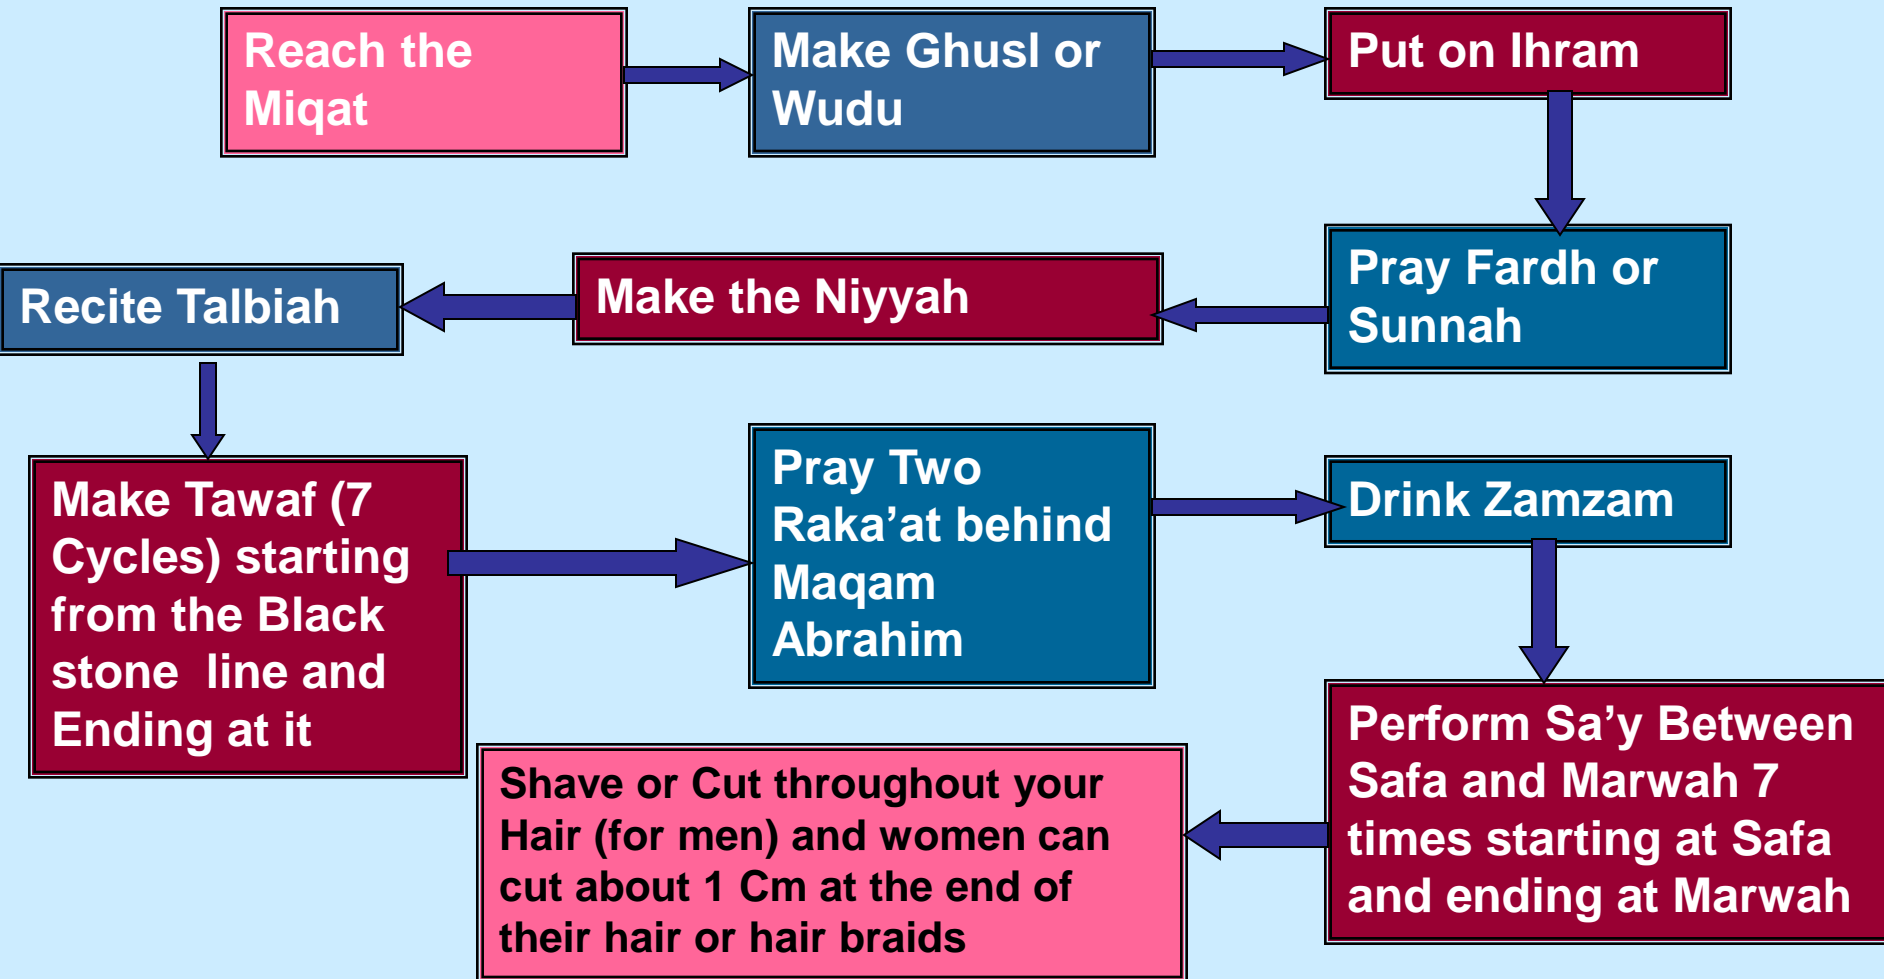 Reach the
Miqat
Make Ghusl or
Wudu
Put on Ihram
Pray Fardh or
Sunnah
Make the Niyyah
Recite Talbiah
Make Tawaf (7
Cycles) starting
from the Black
stone  line and
Ending at it
Pray Two
Raka’at behind
Maqam
Abrahim
Drink Zamzam
Perform Sa’y Between
Safa and Marwah 7
times starting at Safa
and ending at Marwah
Shave or Cut throughout your
Hair (for men) and women can
cut about 1 Cm at the end of
their hair or hair braids